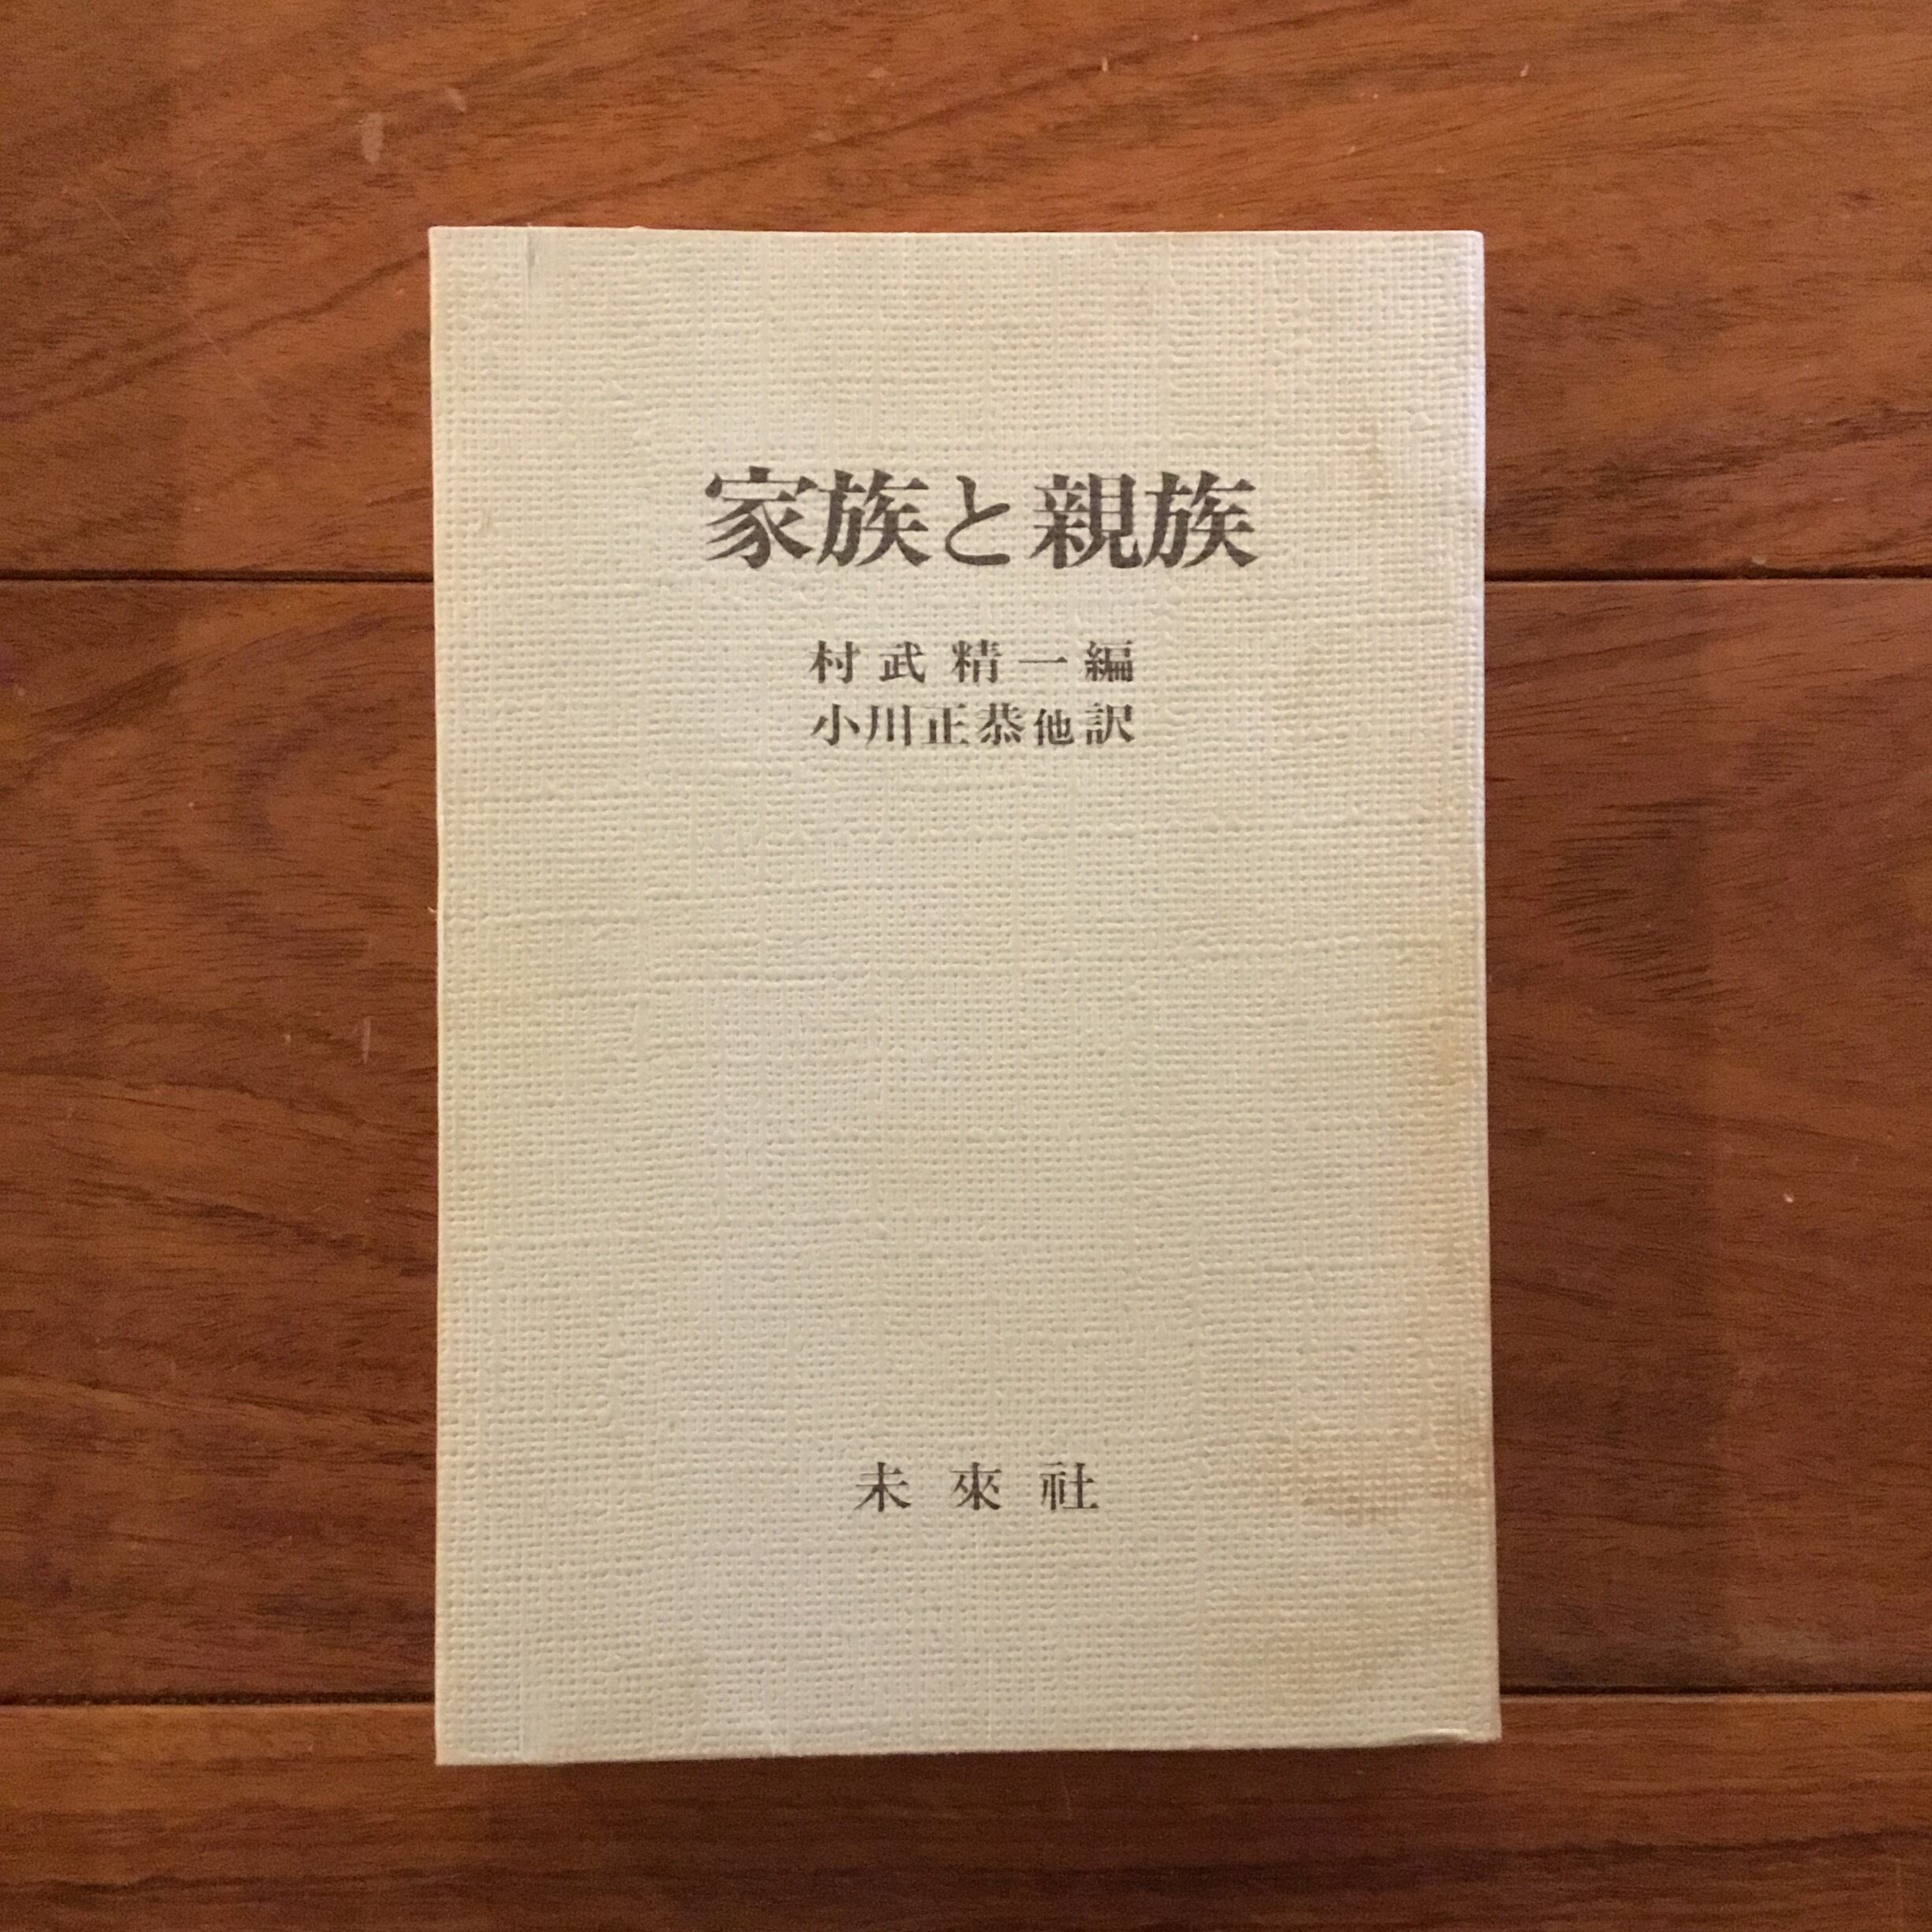 家族と親族
村武精一編
小川正恭他訳
未來社